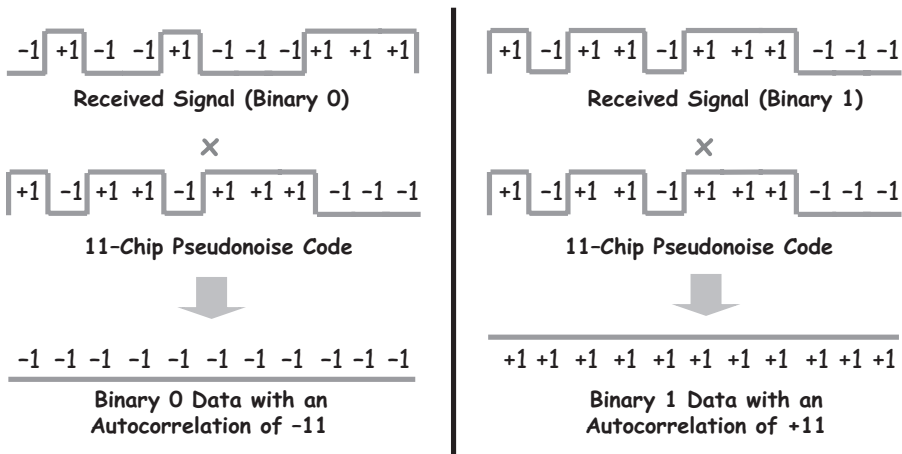 –1 +1 –1 –1 +1 –1 –1 –1 +1 +1 +1
Received Signal (Binary 0)
×
+1 –1 +1 +1 –1 +1 +1 +1 –1 –1 –1
11–Chip Pseudonoise Code
–1 –1 –1 –1 –1 –1 –1 –1 –1 –1 –1
Binary 0 Data with an
Autocorrelation of –11
+1 –1 +1 +1 –1 +1 +1 +1 –1 –1 –1
Received Signal (Binary 1)
×
+1 –1 +1 +1 –1 +1 +1 +1 –1 –1 –1
11–Chip Pseudonoise Code
+1 +1 +1 +1 +1 +1 +1 +1 +1 +1 +1
Binary 1 Data with an
Autocorrelation of +11